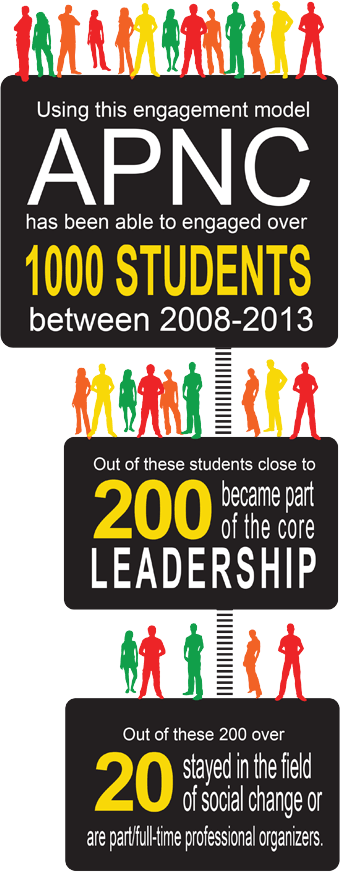 Using this engagement model
APNC
has been able to engaged over
1000 STUDENTS
between 2008-2013
Out of these students close to
200 became part
of the core
LEADERSHIP
Out of these 200 over
20 stayed in the field
of social change or
are part/full-time professional organizers.